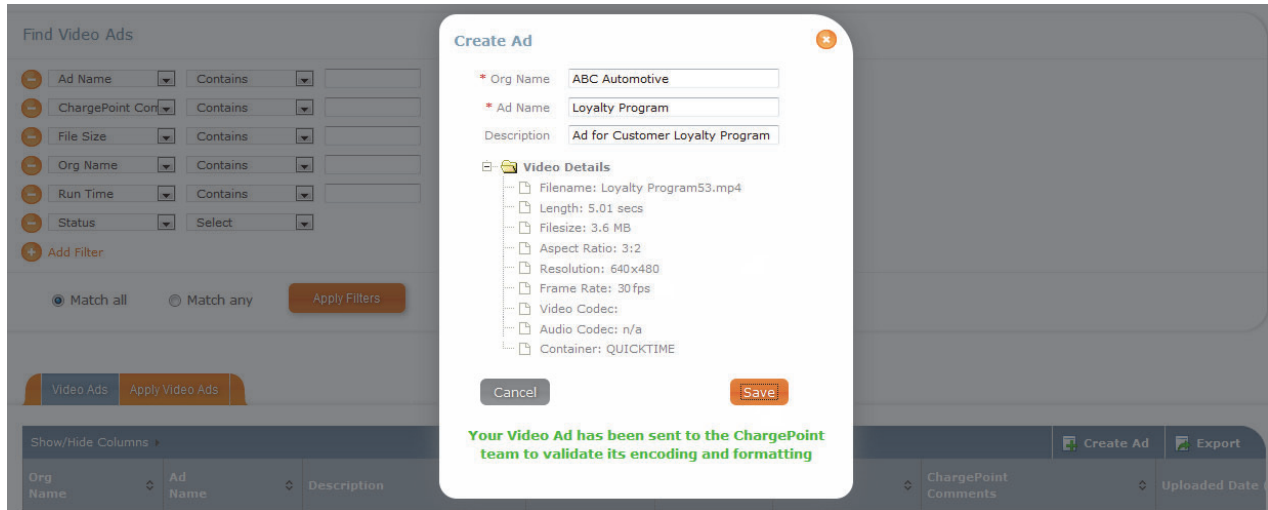 Find Video Ads
Ad Name Contains
ChargePoint Com Contains
File Size Contains
Org Name Contains
Run Time Contains
Status Select
Add Filter
Match all Match any Apply Filters
Video Ads Apply Video Ads
Show/Hide Columns Create Ad Export
Org Name Ad Name Description ChargePoint Comments Uploaded Date
Create Ad
* Org Name ABC Automotive
* Ad Name Loyalty Program
Description Ad for Customer Loyalty Program
Video Details
Filename: Loyalty Program53.mp4
Length: 5.01 secs
Filesize: 3.6 MB
Aspect Ratio: 3:2
Resolution: 640x480
Frame Rate: 30fps
Video Codec:
Audio Codec: n/a
Container: QUICKTIME
Cancel Save
Your Video Ad has been sent to the ChargePoint
team to validate its encoding and formatting